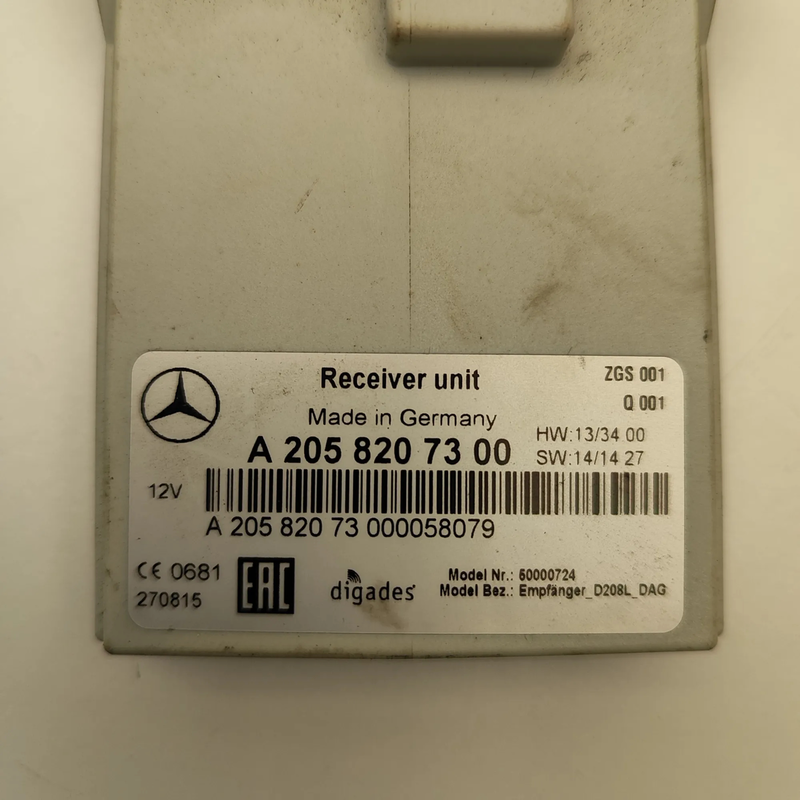 Receiver unit
ZGS 001
Q 001
Made in Germany
A 205 820 73 00
HW:13/34 00
SW:14/14 27
12V
A 205 820 73 000058079
CE 0681
270815
EAC
digades
Model Nr.: 50000724
Model Bez.: Empfänger_D208L_DAG